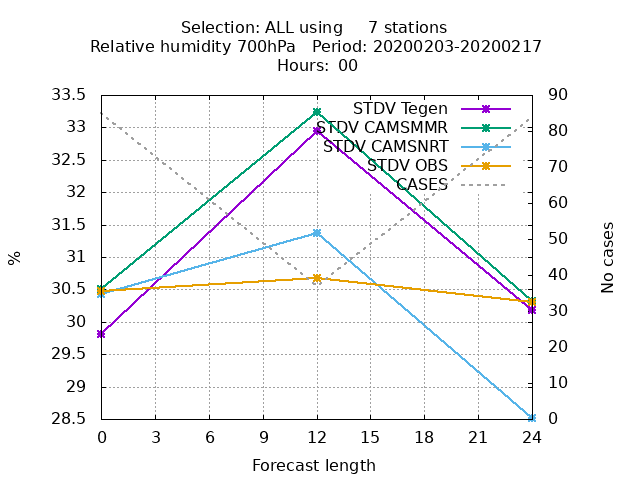 Selection: ALL using     7 stations
Relative humidity 700hPa   Period: 20200203-20200217
Hours:  00
33.5
33
32.5
32
31.5
31
30.5
30
29.5
29
28.5
90
80
70
60
50
40
30
20
10
0
STDV Tegen
STDV CAMSMMR
STDV CAMSNRT
STDV OBS
CASES
%
No cases
0 3 6 9 12 15 18 21 24
Forecast length